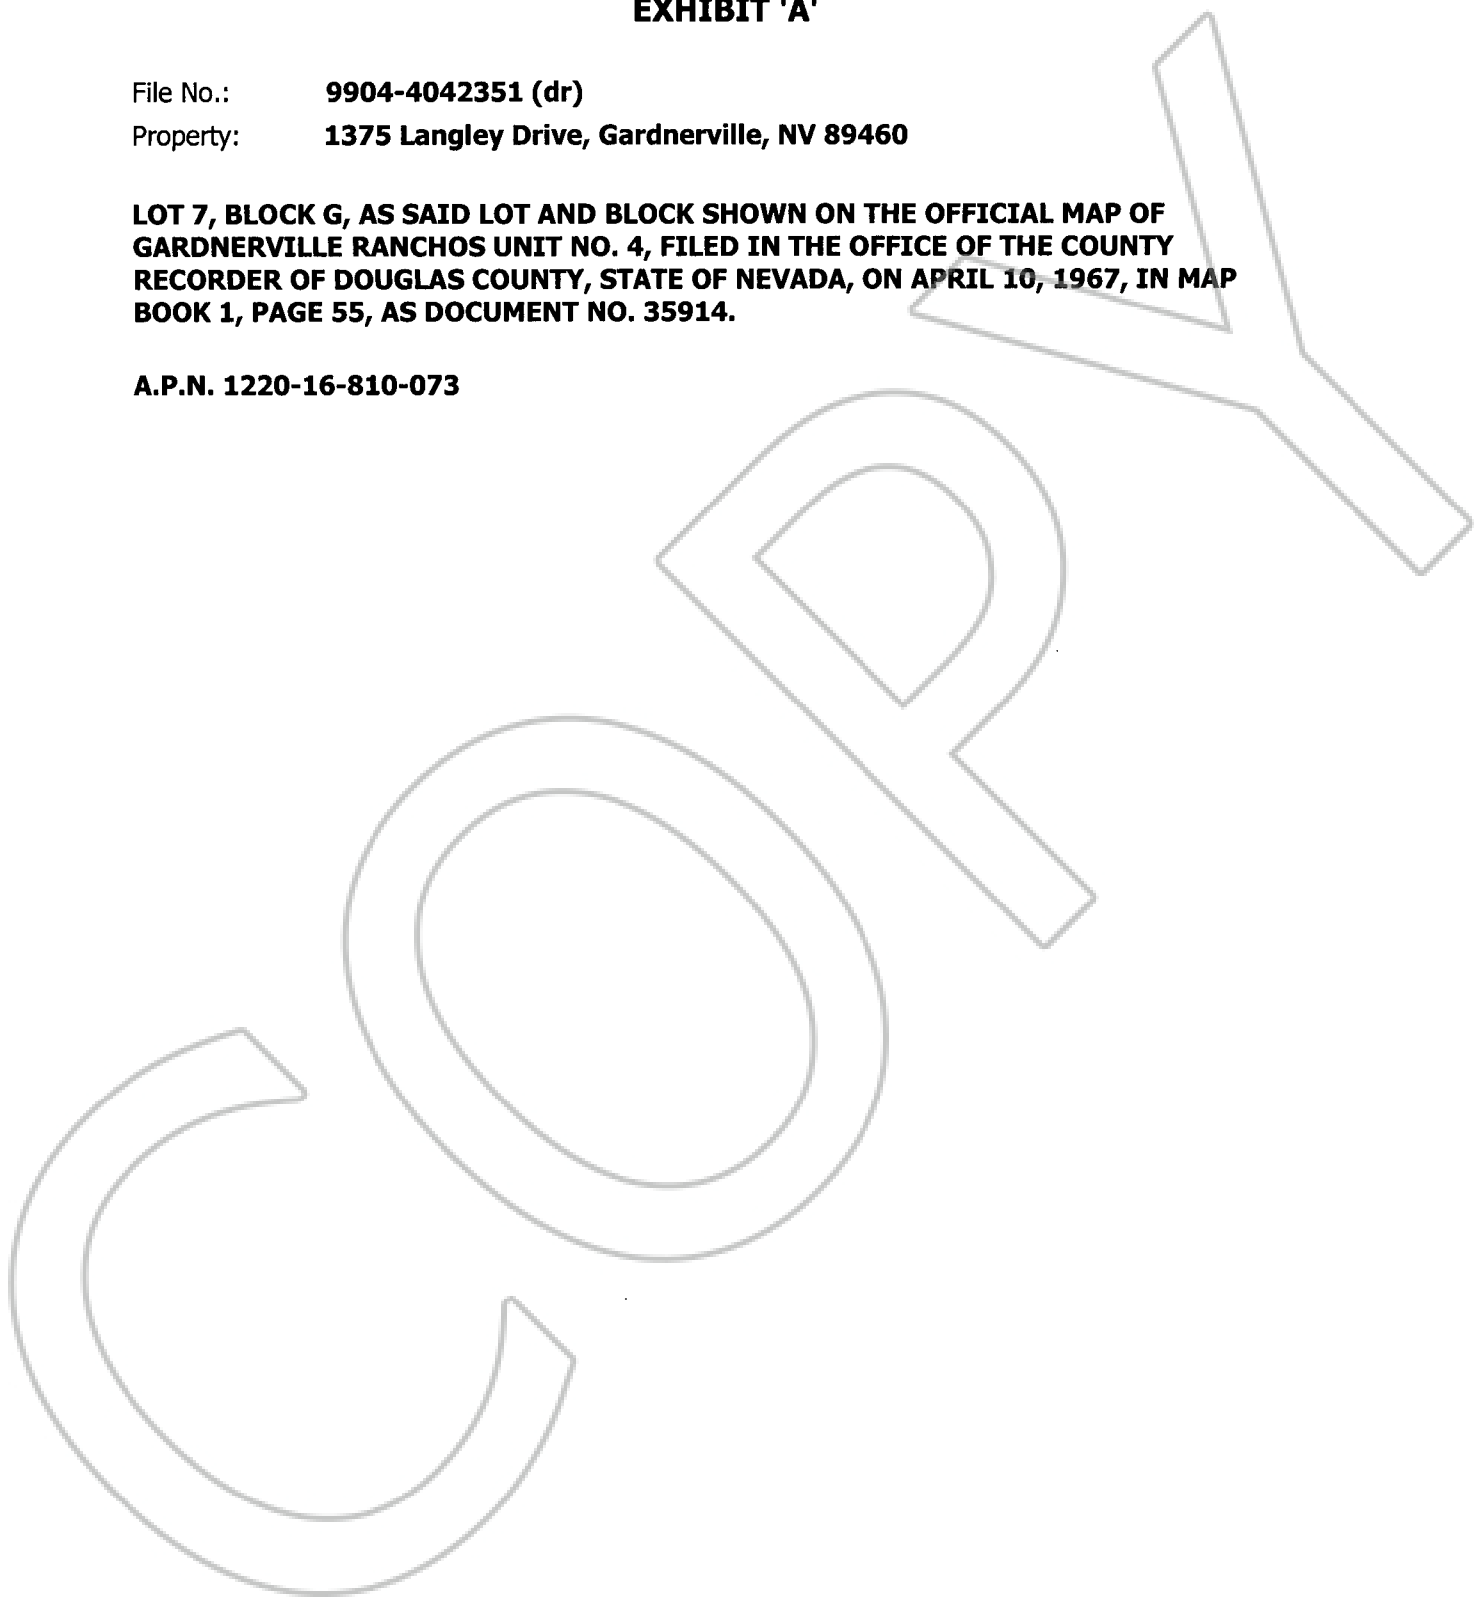 EXHIBIT 'A'
File No.: 9904-4042351 (dr)
Property: 1375 Langley Drive, Gardnerville, NV 89460
LOT 7, BLOCK G, AS SAID LOT AND BLOCK SHOWN ON THE OFFICIAL MAP OF
GARDNERVILLE RANCHOS UNIT NO. 4, FILED IN THE OFFICE OF THE COUNTY
RECORDER OF DOUGLAS COUNTY, STATE OF NEVADA, ON APRIL 10, 1967, IN MAP
BOOK 1, PAGE 55, AS DOCUMENT NO. 35914.
A.P.N. 1220-16-810-073
COPY